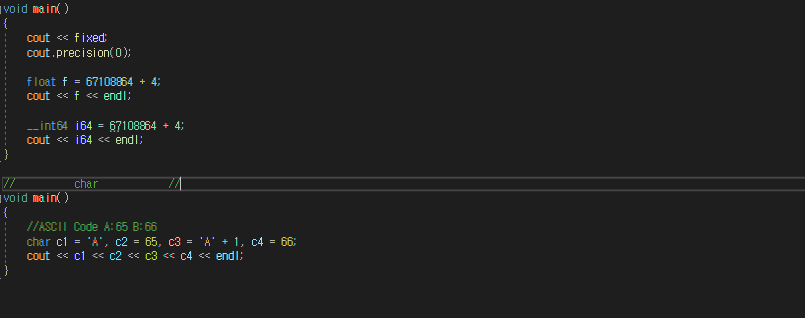 void main()
{
cout << fixed;
cout.precision(0);
float f = 67108864 + 4;
cout << f << endl;
__int64 i64 = 67108864 + 4;
cout << i64 << endl;
}
// char //
void main()
{
//ASCII Code A:65 B:66
char c1 = 'A', c2 = 65, c3 = 'A' + 1, c4 = 66;
cout << c1 << c2 << c3 << c4 << endl;
}